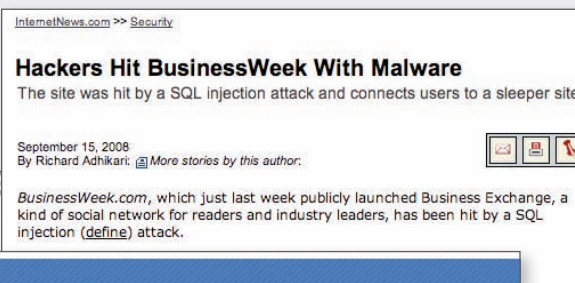 InternetNews.com >> Security
Hackers Hit BusinessWeek With Malware
The site was hit by a SQL injection attack and connects users to a sleeper site
September 15, 2008
By Richard Adhikari: More stories by this author:
BusinessWeek.com, which just last week publicly launched Business Exchange, a
kind of social network for readers and industry leaders, has been hit by a SQL
injection (define) attack.